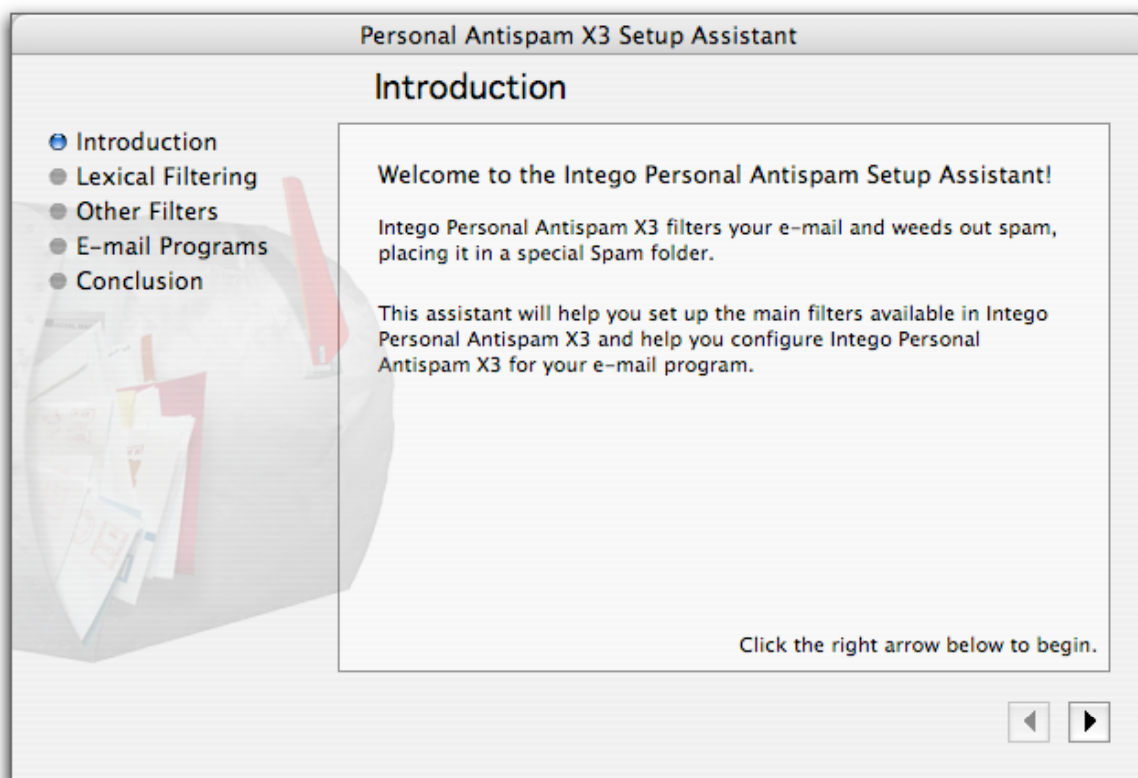 Personal Antispam X3 Setup Assistant
Introduction
Introduction
Lexical Filtering
Other Filters
E-mail Programs
Conclusion
Welcome to the Intego Personal Antispam Setup Assistant!
Intego Personal Antispam X3 filters your e-mail and weeds out spam,
placing it in a special Spam folder.
This assistant will help you set up the main filters available in Intego
Personal Antispam X3 and help you configure Intego Personal
Antispam X3 for your e-mail program.
Click the right arrow below to begin.